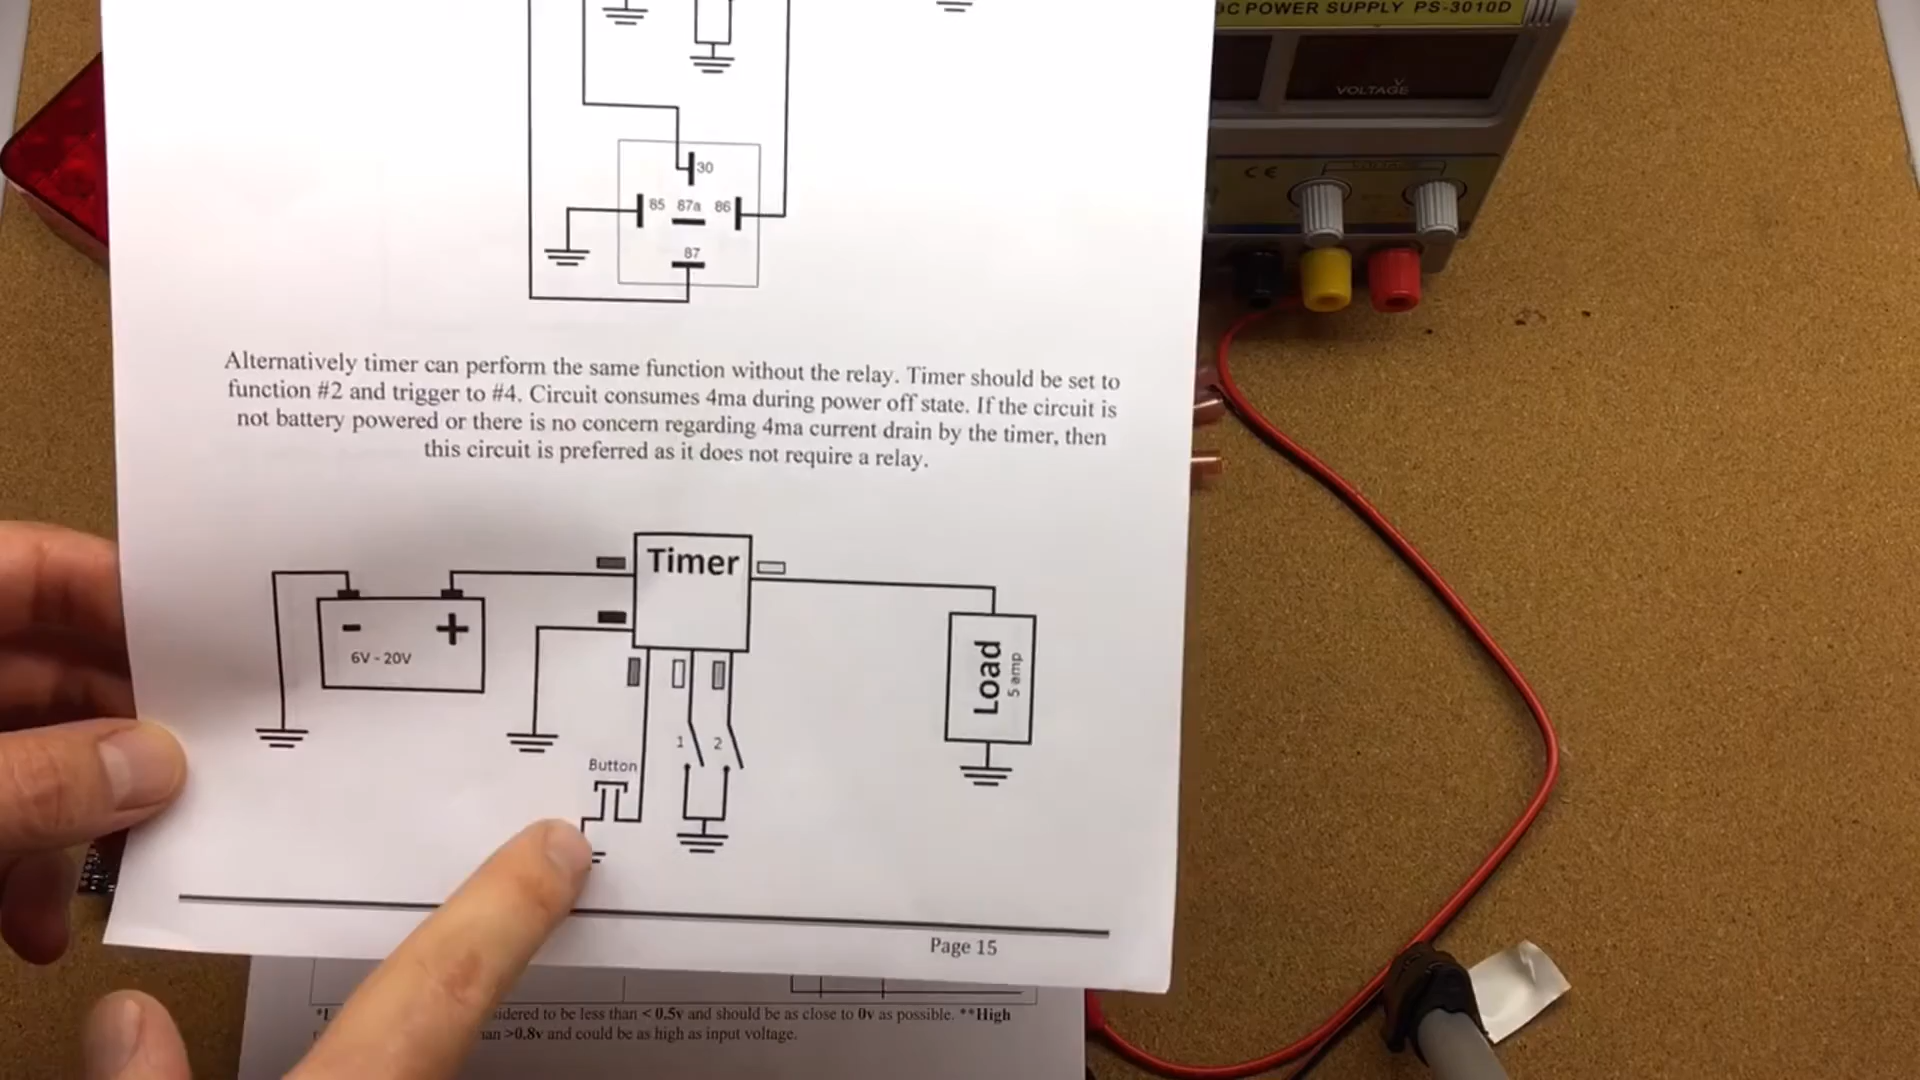 DC POWER SUPPLY PS-3010D
V
VOLTAGE
CE
30
85 87a 86
87
Alternatively timer can perform the same function without the relay. Timer should be set to
function #2 and trigger to #4. Circuit consumes 4ma during power off state. If the circuit is
not battery powered or there is no concern regarding 4ma current drain by the timer, then
this circuit is preferred as it does not require a relay.
Timer
- +
6V - 20V
Load
5 amp
1 2
Button
Page 15
sidered to be less than < 0.5v and should be as close to 0v as possible. **High
>0.8v and could be as high as input voltage.